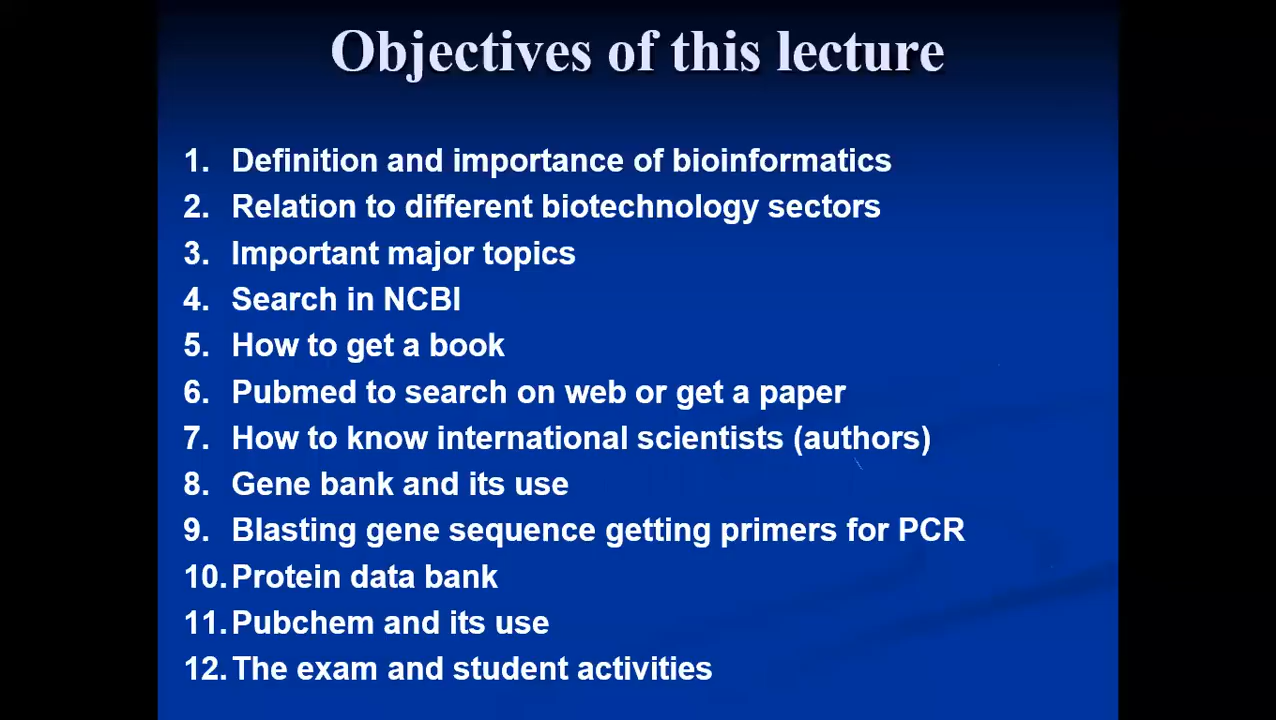 Objectives of this lecture
1. Definition and importance of bioinformatics
2. Relation to different biotechnology sectors
3. Important major topics
4. Search in NCBI
5. How to get a book
6. Pubmed to search on web or get a paper
7. How to know international scientists (authors)
8. Gene bank and its use
9. Blasting gene sequence getting primers for PCR
10. Protein data bank
11. Pubchem and its use
12. The exam and student activities